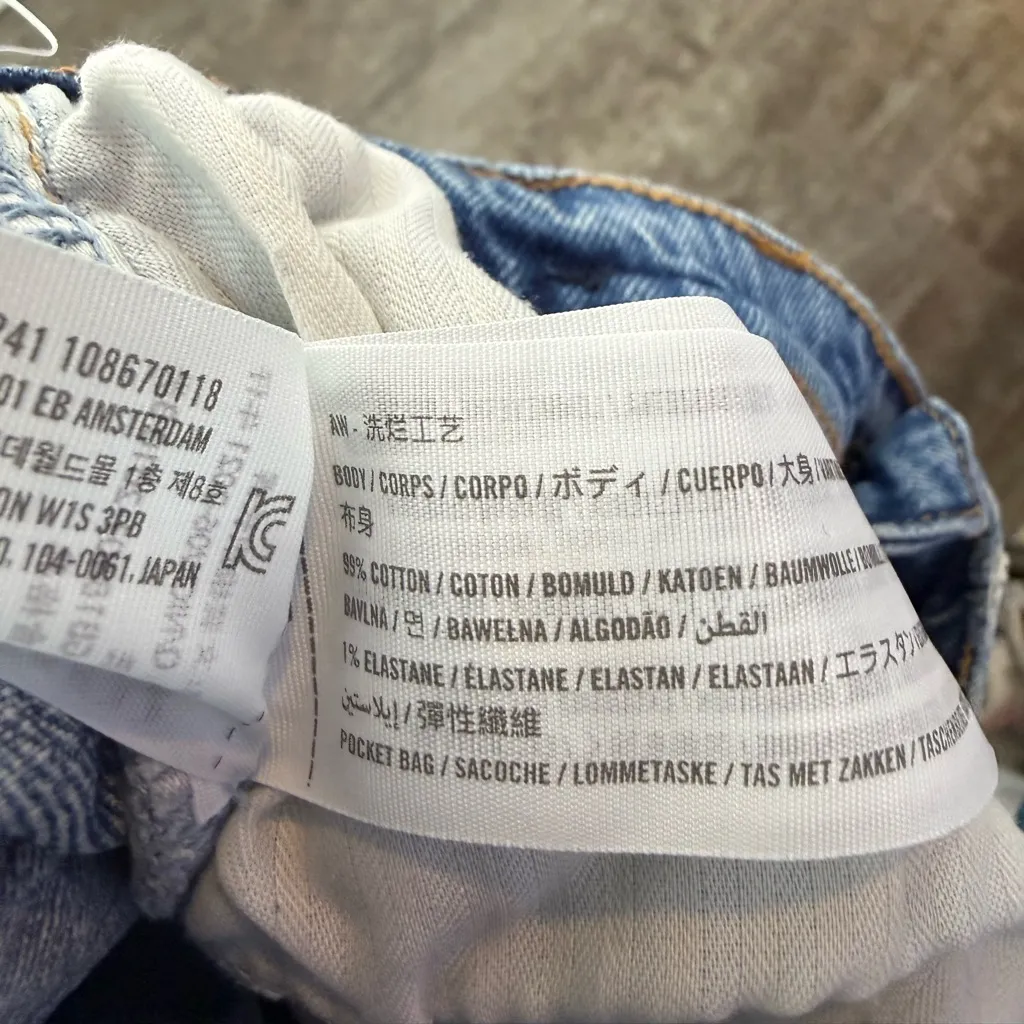 341 108670118
01 EB AMSTERDAM
데월드몰 1층 제8호
ON W1S 3PB
104-0061, JAPAN
KC
AW - 洗烂工艺
BODY / CORPS / CORPO / ボディ / CUERPO / 大身 /
布身
99% COTTON / COTON / BOMULD / KATOEN / BAUMWOLLE /
BAVLNA / 면 / BAWEŁNA / ALGODÃO / القطن
1% ELASTANE / ÉLASTANE / ELASTAN / ELASTAAN / エラスタン
إيلاستين / 彈性纖維
POCKET BAG / SACOCHE / LOMMETASKE / TAS MET ZAKKEN /